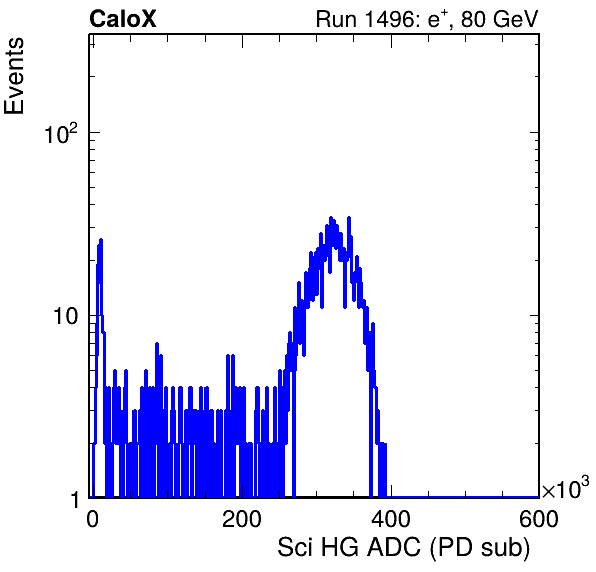 CaloX Run 1496: e⁺, 80 GeV
Events
10²
10
1
0 200 400 600
×10³
Sci HG ADC (PD sub)